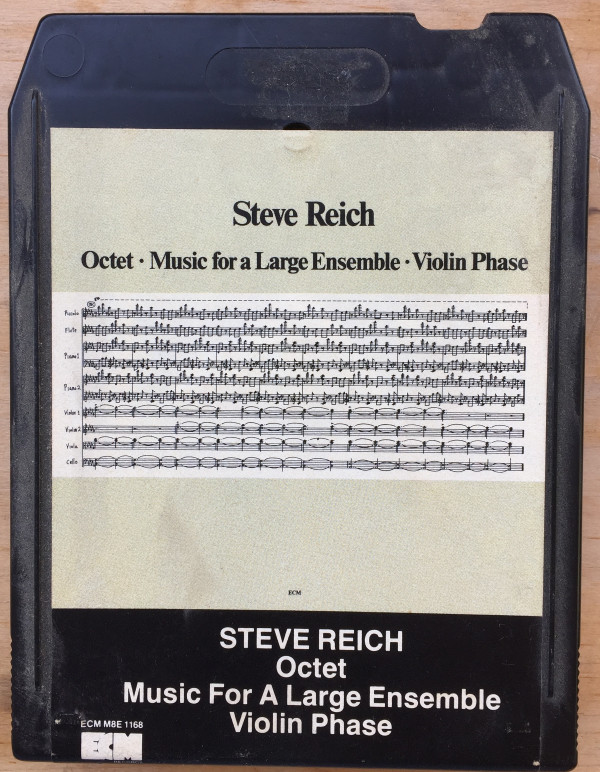 Steve Reich
Octet · Music for a Large Ensemble · Violin Phase
Piccolo
Flute
Piano 1
Piano 2
Violin 1
Violin 2
Viola
Cello
ECM
STEVE REICH
Octet
Music For A Large Ensemble
Violin Phase
ECM M8E 1168
ECM